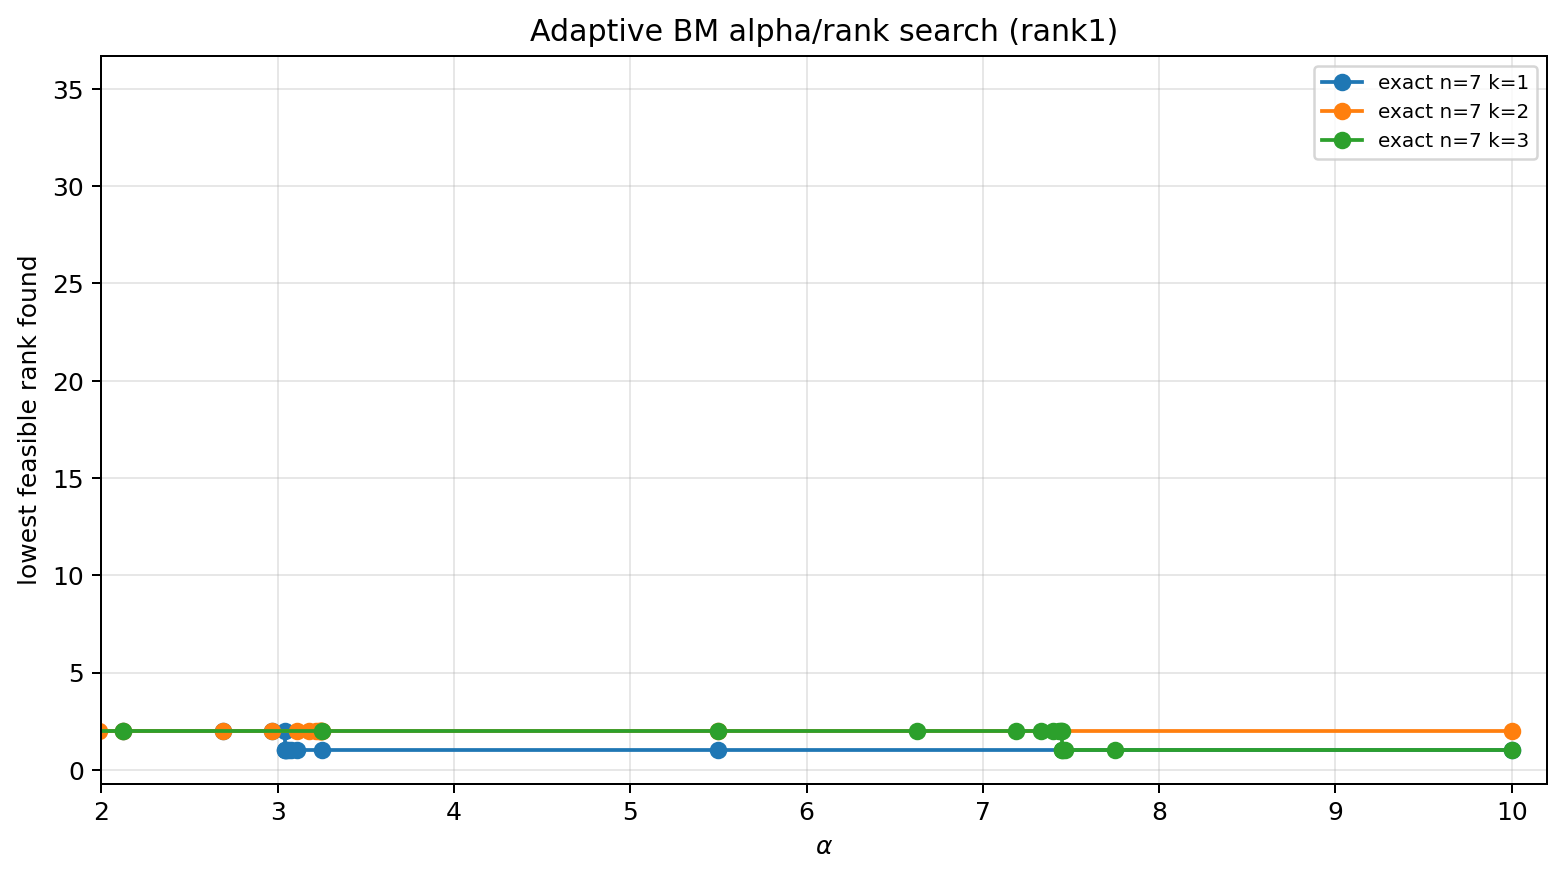 Adaptive BM alpha/rank search (rank1)
exact n=7 k=1
exact n=7 k=2
exact n=7 k=3
lowest feasible rank found
35
30
25
20
15
10
5
0
2 3 4 5 6 7 8 9 10
α